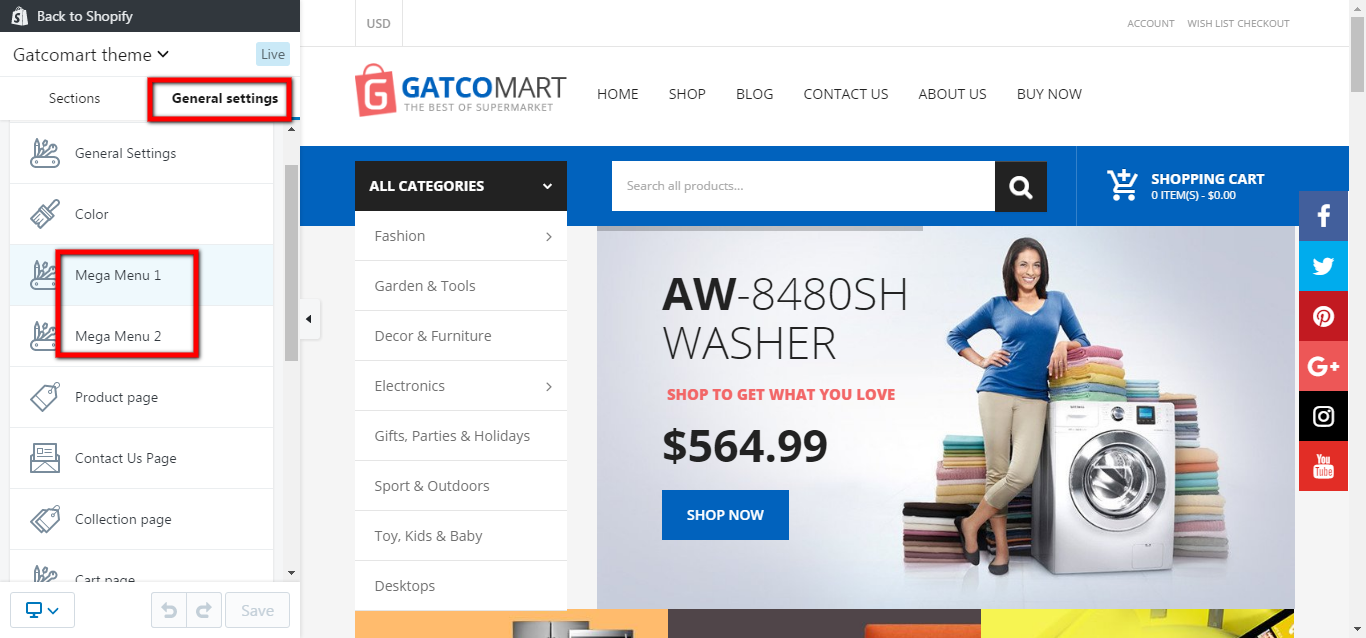 Back to Shopify
Gatcomart theme
Live
Sections
General settings
General Settings
Color
Mega Menu 1
Mega Menu 2
Product page
Contact Us Page
Collection page
Cart page
Save
USD
ACCOUNT WISH LIST CHECKOUT
G GATCOMART
THE BEST OF SUPERMARKET
HOME SHOP BLOG CONTACT US ABOUT US BUY NOW
ALL CATEGORIES
Search all products...
SHOPPING CART
0 ITEM(S) - $0.00
Fashion
Garden & Tools
Decor & Furniture
Electronics
Gifts, Parties & Holidays
Sport & Outdoors
Toy, Kids & Baby
Desktops
AW-8480SH
WASHER
SHOP TO GET WHAT YOU LOVE
$564.99
SHOP NOW
f
G+
You
Tube